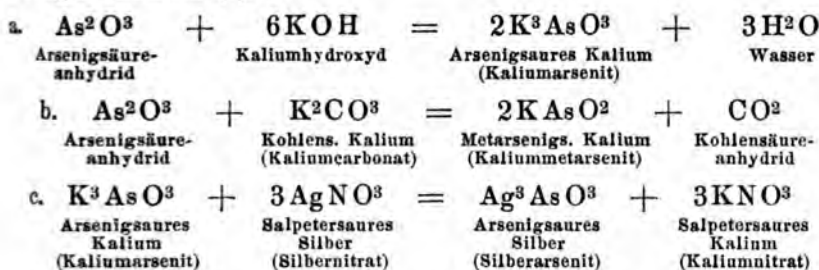 a. As²O³ + 6KOH = 2K³AsO³ + 3H²O
Arsenigsäure- Kaliumhydroxyd Arsenigsaures Kalium Wasser
anhydrid (Kaliumarsenit)
b. As²O³ + K²CO³ = 2KAsO² + CO²
Arsenigsäure- Kohlens. Kalium Metarsenigs. Kalium Kohlensäure-
anhydrid (Kaliumcarbonat) (Kaliummetarsenit) anhydrid
c. K³AsO³ + 3AgNO³ = Ag³AsO³ + 3KNO³
Arsenigsaures Salpetersaures Arsenigsaures Salpetersaures
Kalium Silber Silber Kalium
(Kaliumarsenit) (Silbernitrat) (Silberarsenit) (Kaliumnitrat)